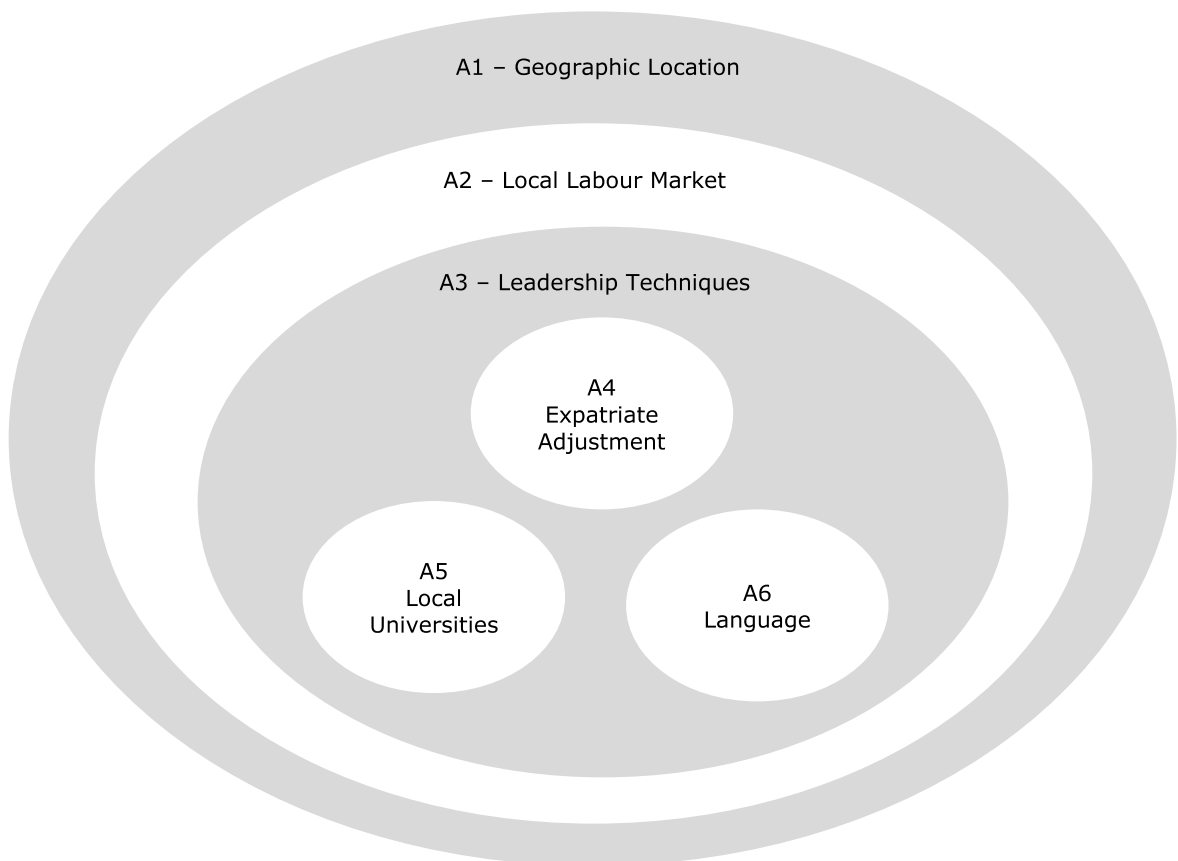 A1 – Geographic Location
A2 – Local Labour Market
A3 – Leadership Techniques
A4
Expatriate
Adjustment
A5
Local
Universities
A6
Language